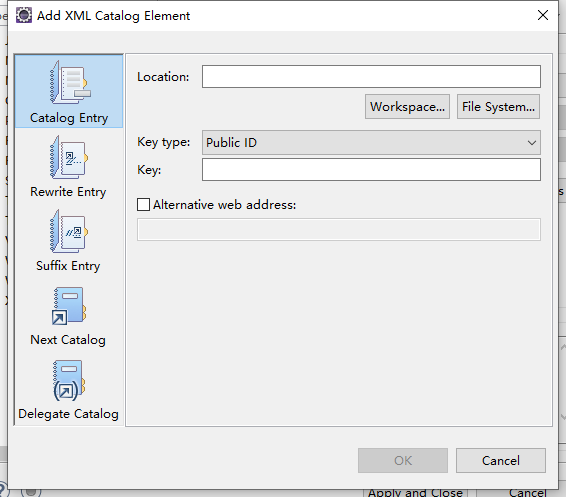 Add XML Catalog Element
Catalog Entry
Rewrite Entry
Suffix Entry
Next Catalog
Delegate Catalog
Location:
Workspace...
File System...
Key type:
Public ID
Key:
Alternative web address:
OK
Cancel
Apply and Close
Cancel